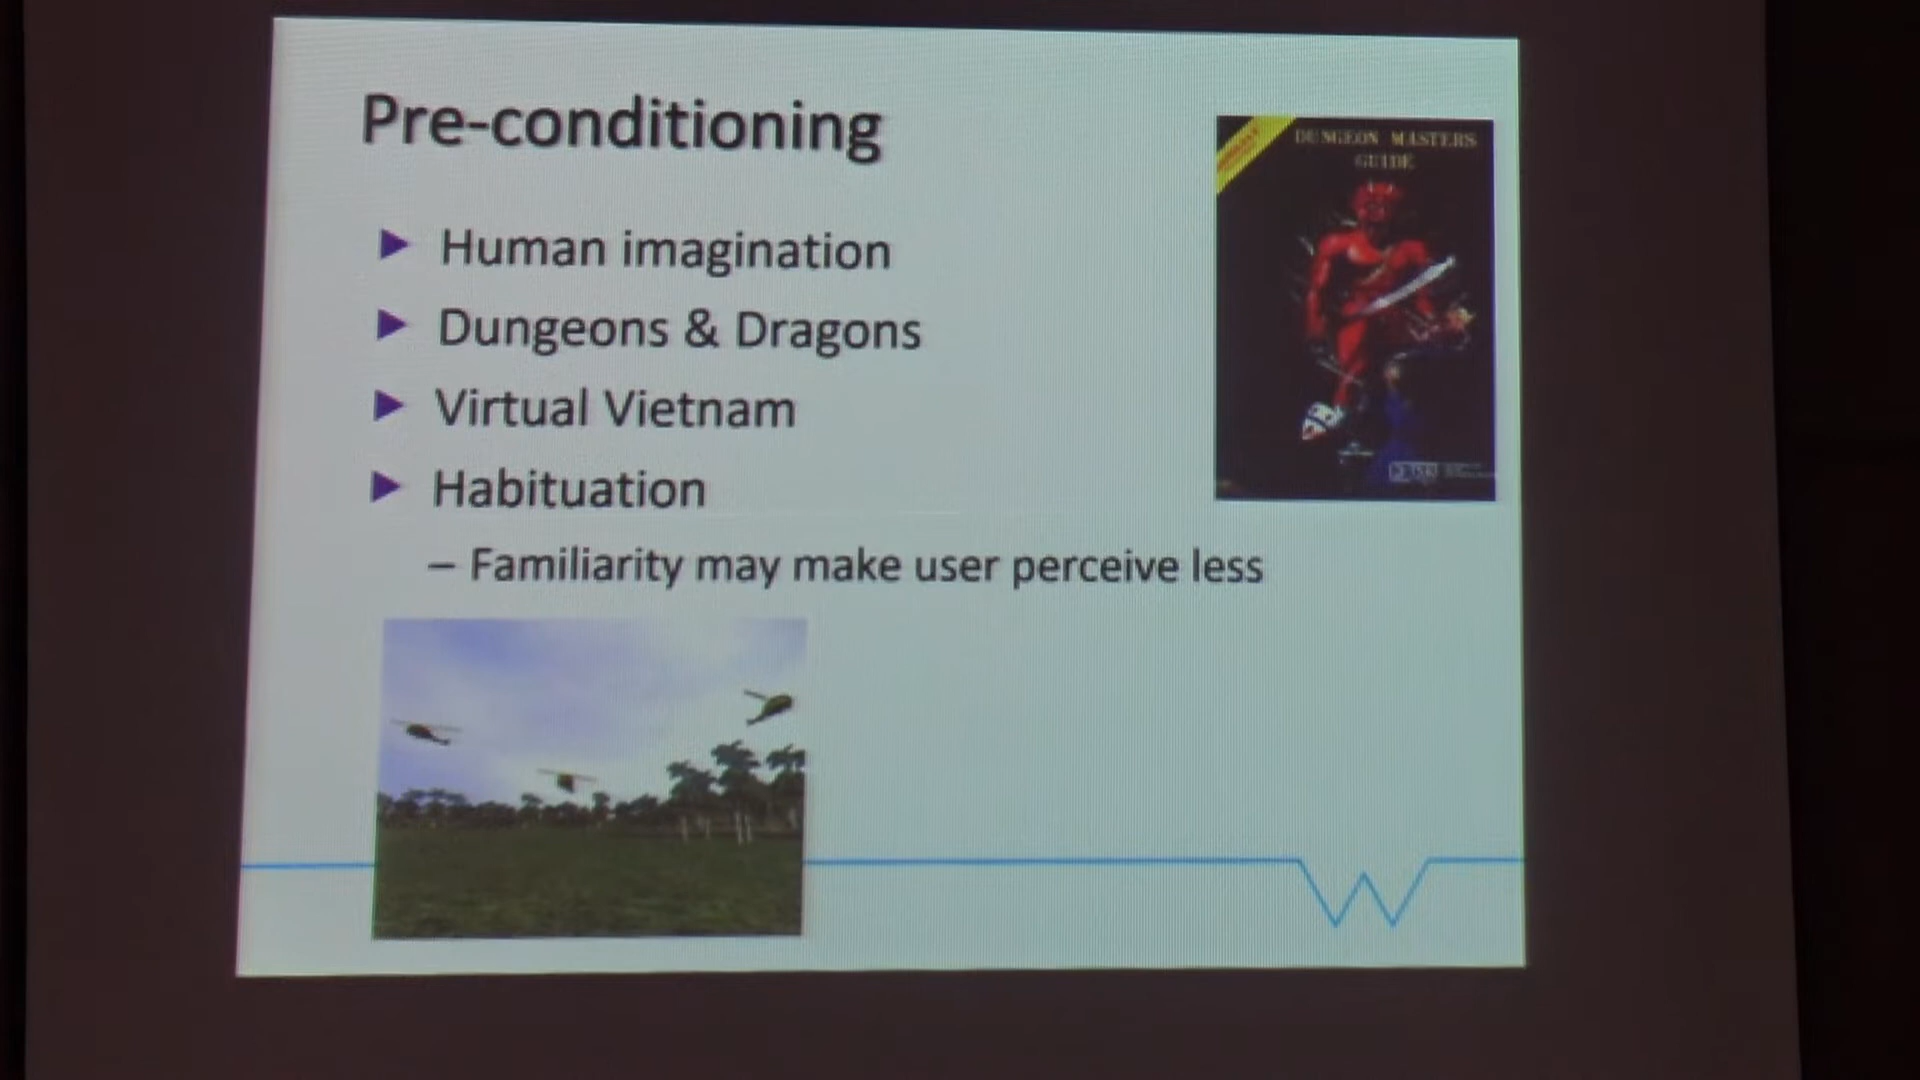 Pre-conditioning
Human imagination
Dungeons & Dragons
Virtual Vietnam
Habituation
– Familiarity may make user perceive less
DUNGEON MASTERS
GUIDE